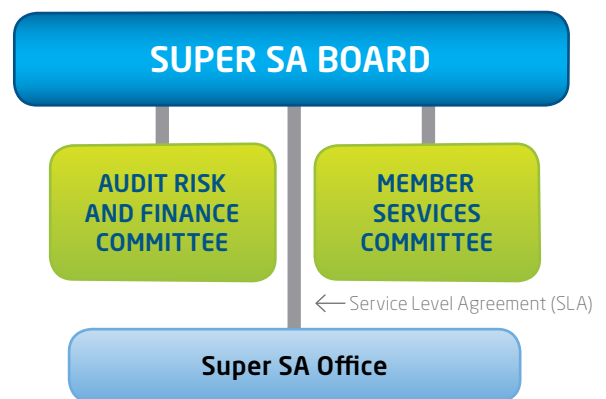 SUPER SA BOARD
AUDIT RISK
AND FINANCE
COMMITTEE
MEMBER
SERVICES
COMMITTEE
Service Level Agreement (SLA)
Super SA Office